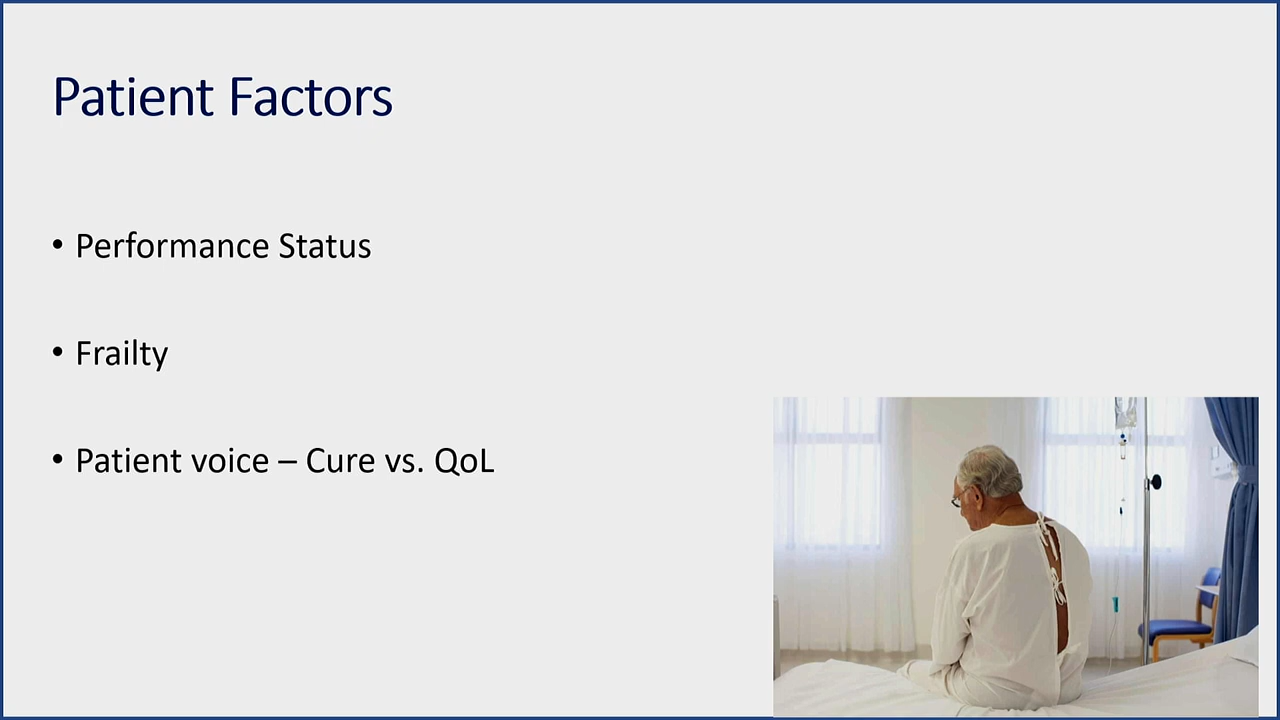 Patient Factors
• Performance Status
• Frailty
• Patient voice – Cure vs. QoL